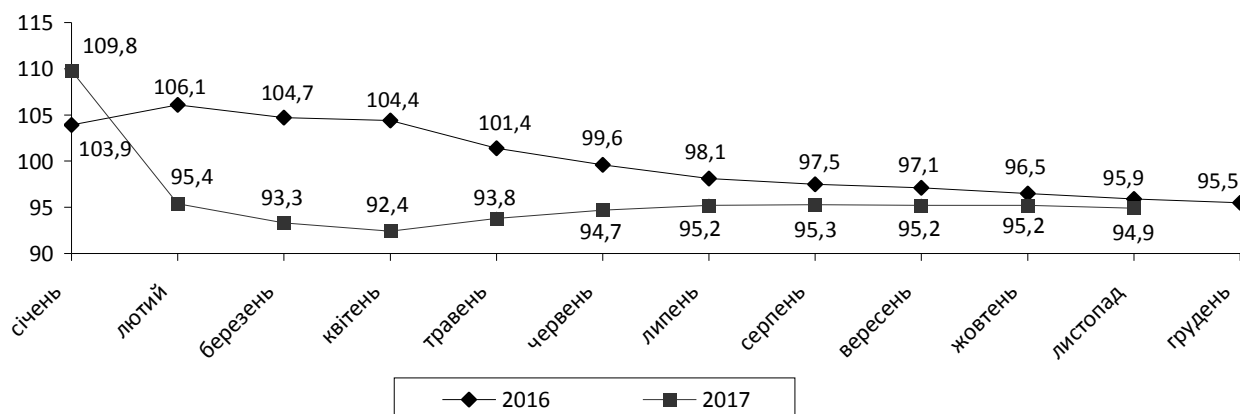 115
110
105
100
95
90
109,8
103,9
106,1
104,7
104,4
101,4
99,6
98,1
97,5
97,1
96,5
95,9
95,5
95,4
93,3
92,4
93,8
94,7
95,2
95,3
95,2
95,2
94,9
січень
лютий
березень
квітень
травень
червень
липень
серпень
вересень
жовтень
листопад
грудень
2016
2017